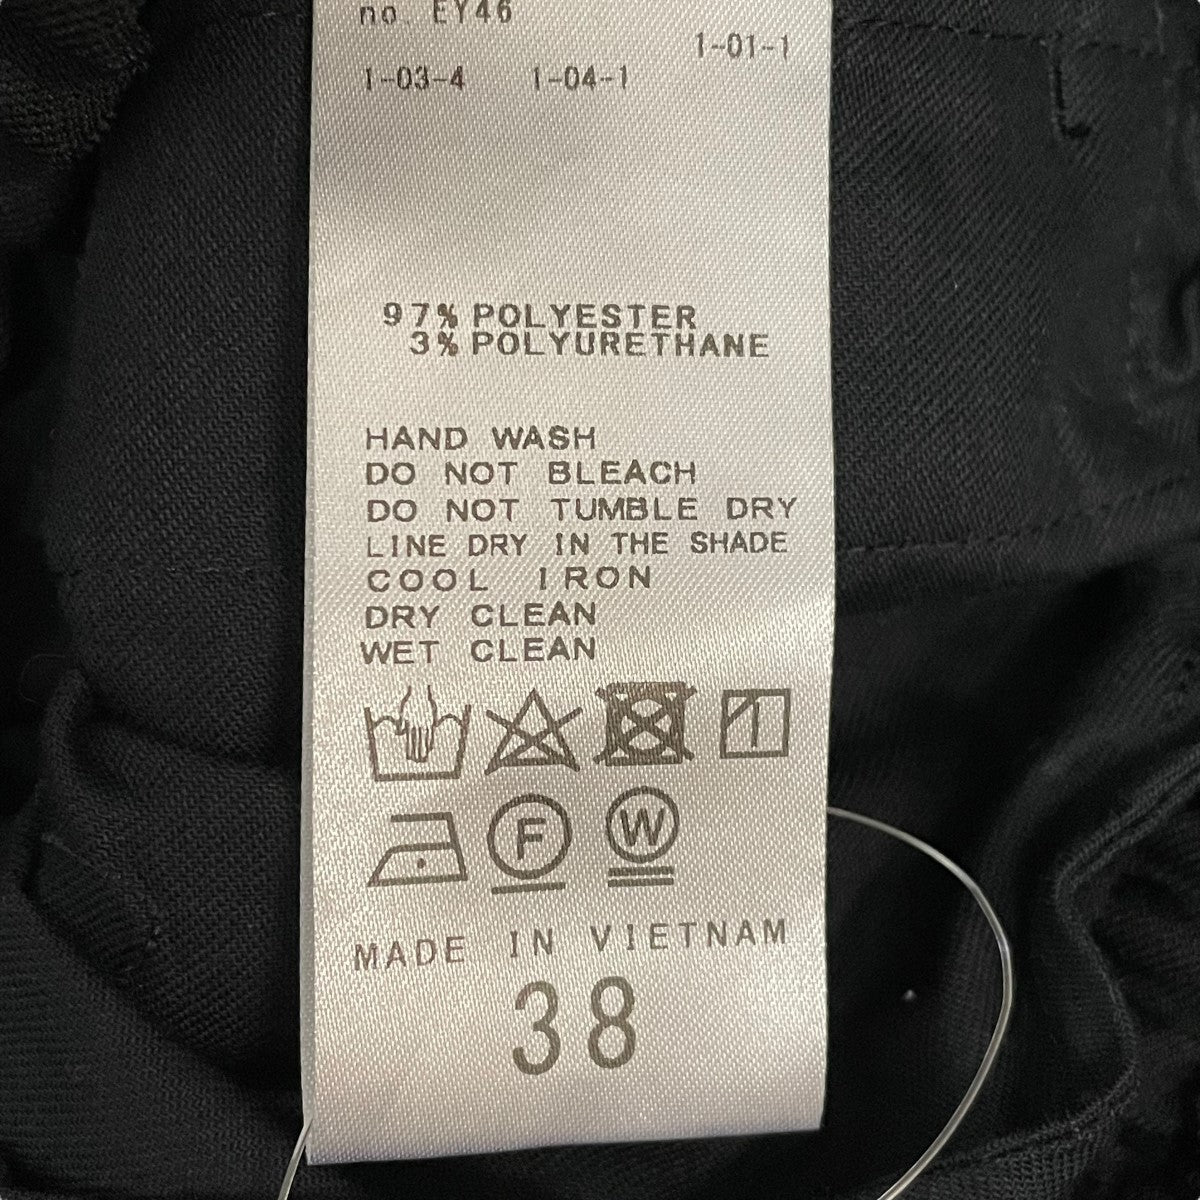 no. EY46
1-01-1
1-03-4 1-04-1
97% POLYESTER
3% POLYURETHANE
HAND WASH
DO NOT BLEACH
DO NOT TUMBLE DRY
LINE DRY IN THE SHADE
COOL IRON
DRY CLEAN
WET CLEAN
F W
MADE IN VIETNAM
38